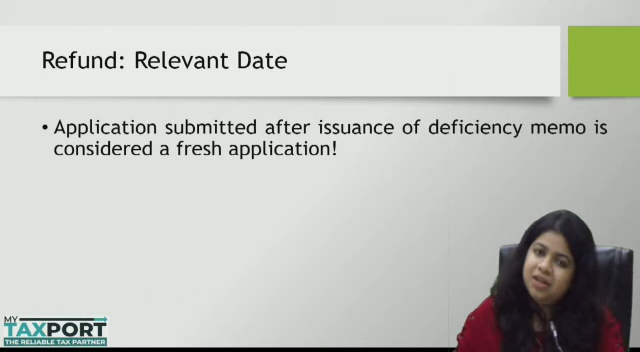 Refund: Relevant Date
• Application submitted after issuance of deficiency memo is
considered a fresh application!
MY
TAXPORT
THE RELIABLE TAX PARTNER